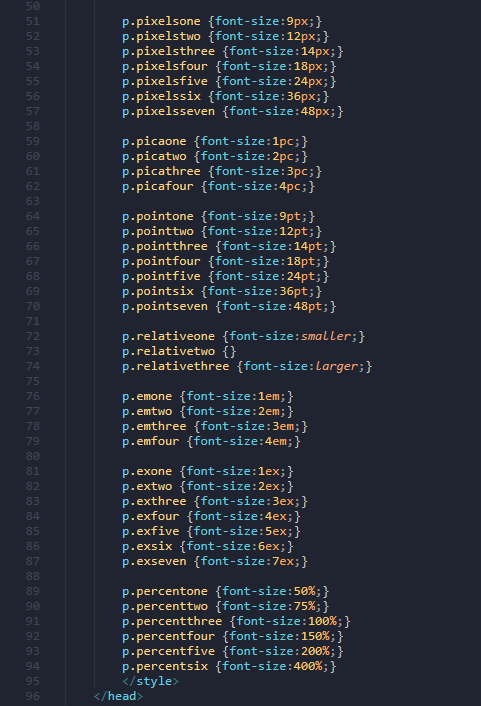 50
51 p.pixelsone {font-size:9px;}
52 p.pixelstwo {font-size:12px;}
53 p.pixelsthree {font-size:14px;}
54 p.pixelsfour {font-size:18px;}
55 p.pixelsfive {font-size:24px;}
56 p.pixelssix {font-size:36px;}
57 p.pixelsseven {font-size:48px;}
58
59 p.picaone {font-size:1pc;}
60 p.picatwo {font-size:2pc;}
61 p.picathree {font-size:3pc;}
62 p.picafour {font-size:4pc;}
63
64 p.pointone {font-size:9pt;}
65 p.pointtwo {font-size:12pt;}
66 p.pointthree {font-size:14pt;}
67 p.pointfour {font-size:18pt;}
68 p.pointfive {font-size:24pt;}
69 p.pointsix {font-size:36pt;}
70 p.pointseven {font-size:48pt;}
71
72 p.relativeone {font-size:smaller;}
73 p.relativetwo {}
74 p.relativethree {font-size:larger;}
75
76 p.emone {font-size:1em;}
77 p.emtwo {font-size:2em;}
78 p.emthree {font-size:3em;}
79 p.emfour {font-size:4em;}
80
81 p.exone {font-size:1ex;}
82 p.extwo {font-size:2ex;}
83 p.exthree {font-size:3ex;}
84 p.exfour {font-size:4ex;}
85 p.exfive {font-size:5ex;}
86 p.exsix {font-size:6ex;}
87 p.exseven {font-size:7ex;}
88
89 p.percentone {font-size:50%;}
90 p.percenttwo {font-size:75%;}
91 p.percentthree {font-size:100%;}
92 p.percentfour {font-size:150%;}
93 p.percentfive {font-size:200%;}
94 p.percentsix {font-size:400%;}
95 </style>
96 </head>